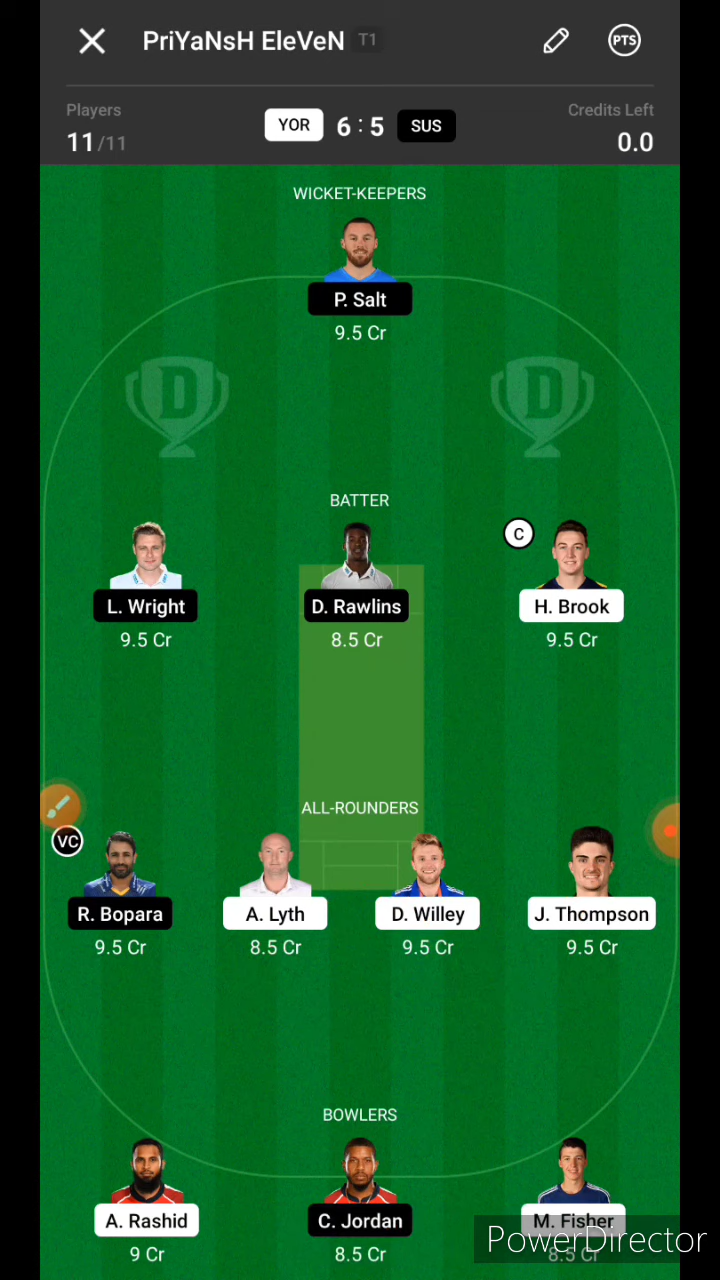 PriYaNsH EleVeN T1
PTS
Players
Credits Left
11/11
YOR 6 : 5 SUS
0.0
WICKET-KEEPERS
P. Salt
9.5 Cr
D D
BATTER
C
L. Wright D. Rawlins H. Brook
9.5 Cr 8.5 Cr 9.5 Cr
ALL-ROUNDERS
VC
R. Bopara A. Lyth D. Willey J. Thompson
9.5 Cr 8.5 Cr 9.5 Cr 9.5 Cr
BOWLERS
A. Rashid C. Jordan M. Fisher
PowerDirector
9 Cr 8.5 Cr 8.5 Cr